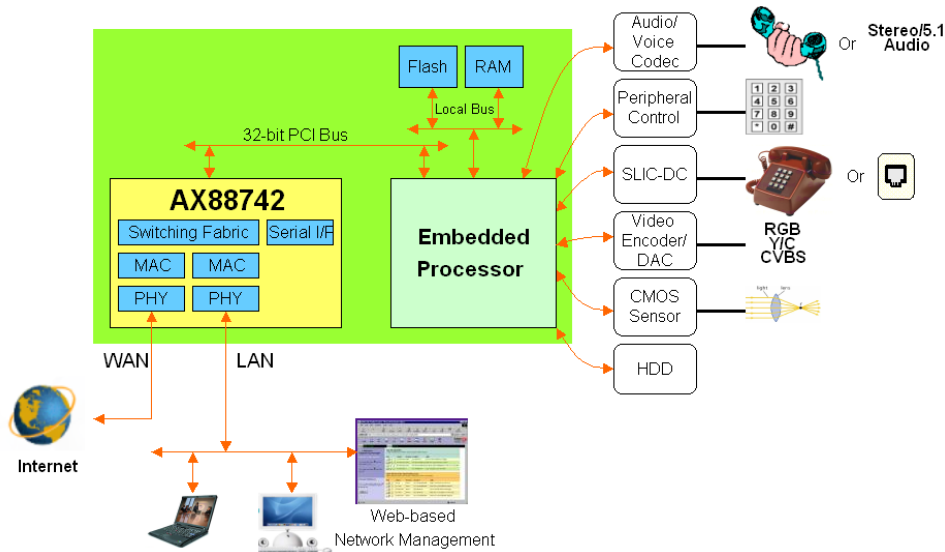 Audio/
Voice
Codec
Or
Stereo/5.1
Audio
Flash
RAM
Local Bus
32-bit PCI Bus
Peripheral
Control
1 2 3
4 5 6
7 8 9
* 0 #
AX88742
Switching Fabric
Serial I/F
MAC
MAC
PHY
PHY
Embedded
Processor
SLIC-DC
Or
Video
Encoder/
DAC
RGB
Y/C
CVBS
CMOS
Sensor
light
lens
HDD
WAN
LAN
Internet
Web-based
Network Management